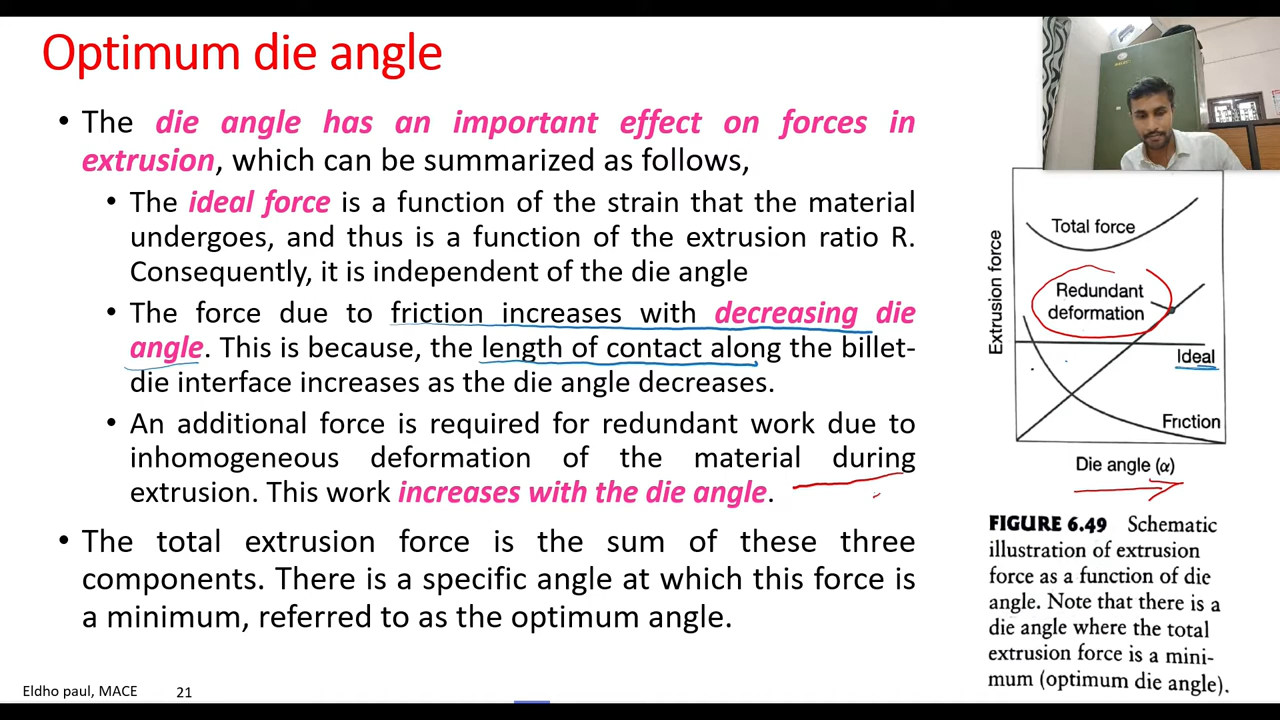 Optimum die angle
• The die angle has an important effect on forces in
extrusion, which can be summarized as follows,
• The ideal force is a function of the strain that the material
undergoes, and thus is a function of the extrusion ratio R.
Consequently, it is independent of the die angle
• The force due to friction increases with decreasing die
angle. This is because, the length of contact along the billet-
die interface increases as the die angle decreases.
• An additional force is required for redundant work due to
inhomogeneous deformation of the material during
extrusion. This work increases with the die angle.
• The total extrusion force is the sum of these three
components. There is a specific angle at which this force is
a minimum, referred to as the optimum angle.
Eldho paul, MACE
21
Extrusion force
Total force
Redundant
deformation
Ideal
Friction
Die angle (α)
FIGURE 6.49 Schematic
illustration of extrusion
force as a function of die
angle. Note that there is a
die angle where the total
extrusion force is a mini-
mum (optimum die angle).